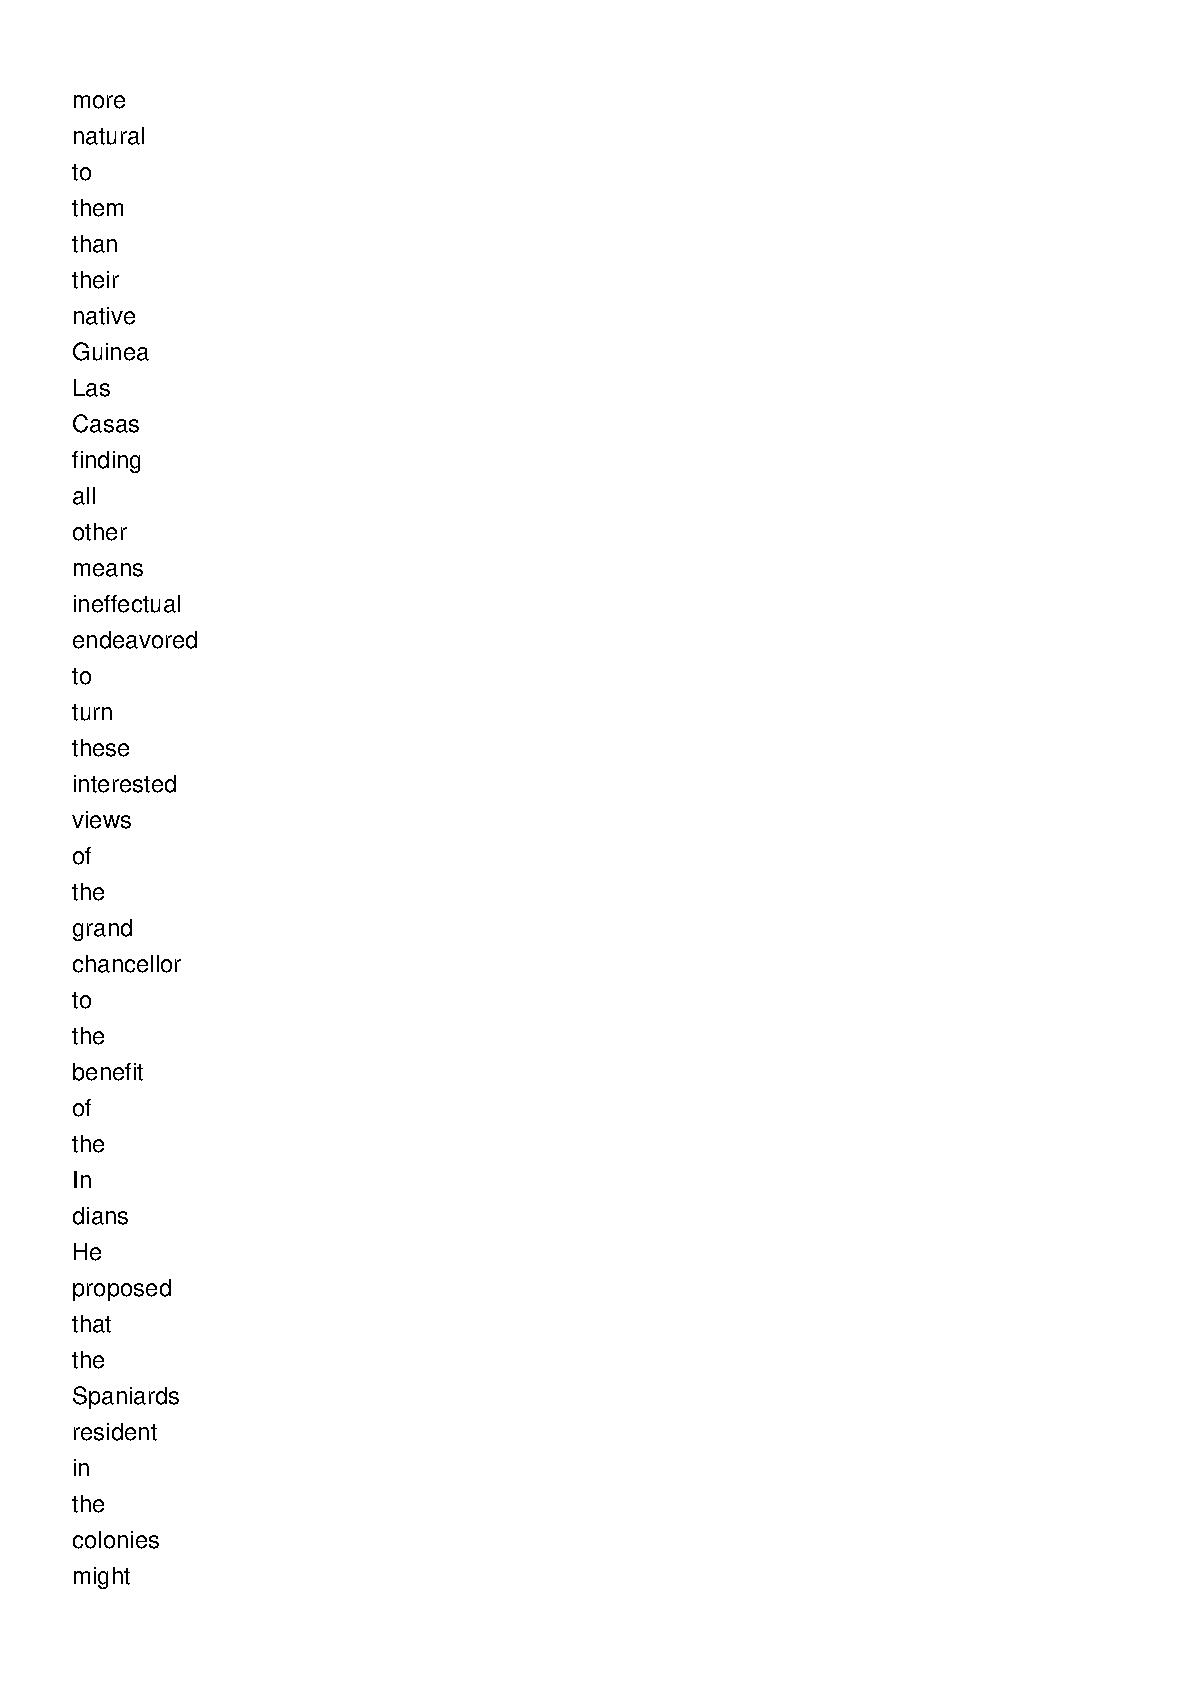 more
natural
to
them
than
their
native
Guinea
Las
Casas
finding
all
other
means
ineffectual
endeavored
to
turn
these
interested
views
of
the
grand
chancellor
to
the
benefit
of
the
In
dians
He
proposed
that
the
Spaniards
resident
in
the
colonies
might